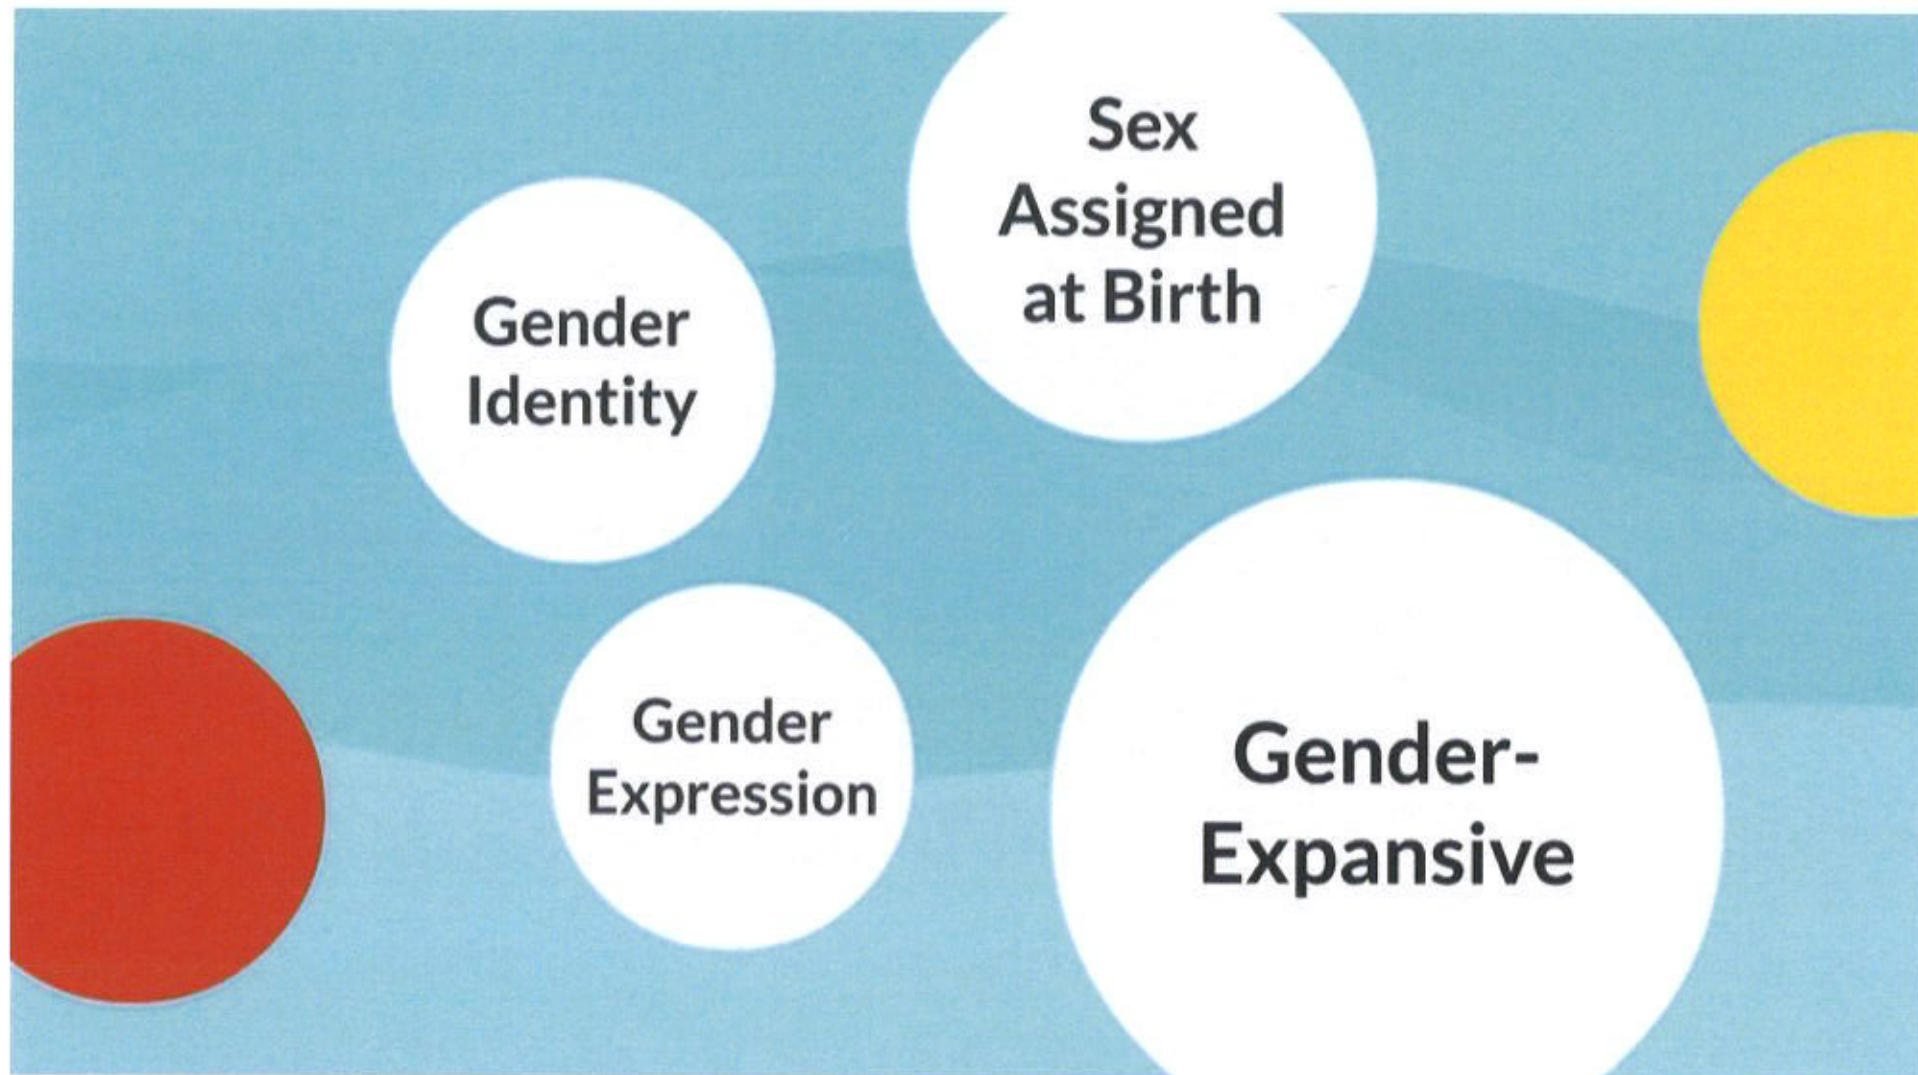 Sex
Assigned
at Birth
Gender
Identity
Gender
Expression
Gender-
Expansive